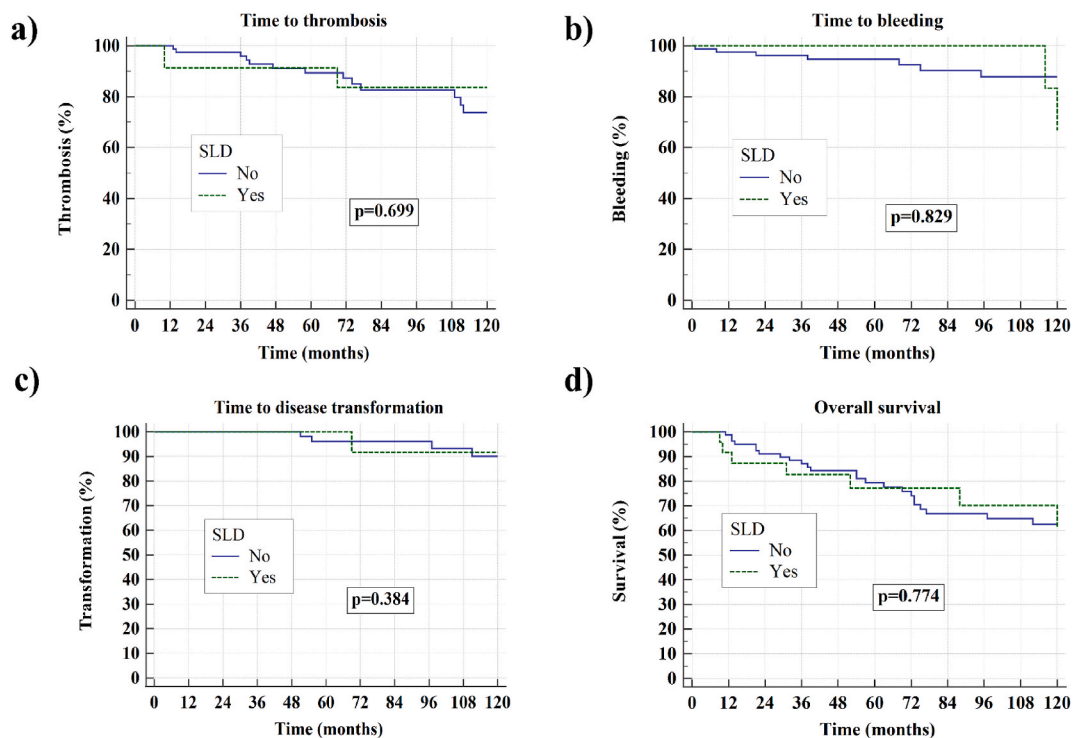 a)
Time to thrombosis
Thrombosis (%)
100
80
60
40
20
0
SLD
No
Yes
p=0.699
0 12 24 36 48 60 72 84 96 108 120
Time (months)
b)
Time to bleeding
Bleeding (%)
100
80
60
40
20
0
SLD
No
Yes
p=0.829
0 12 24 36 48 60 72 84 96 108 120
Time (months)
c)
Time to disease transformation
Transformation (%)
100
90
80
70
60
50
40
30
20
10
0
SLD
No
Yes
p=0.384
0 12 24 36 48 60 72 84 96 108 120
Time (months)
d)
Overall survival
Survival (%)
100
90
80
70
60
50
40
30
20
10
0
SLD
No
Yes
p=0.774
0 12 24 36 48 60 72 84 96 108 120
Time (months)